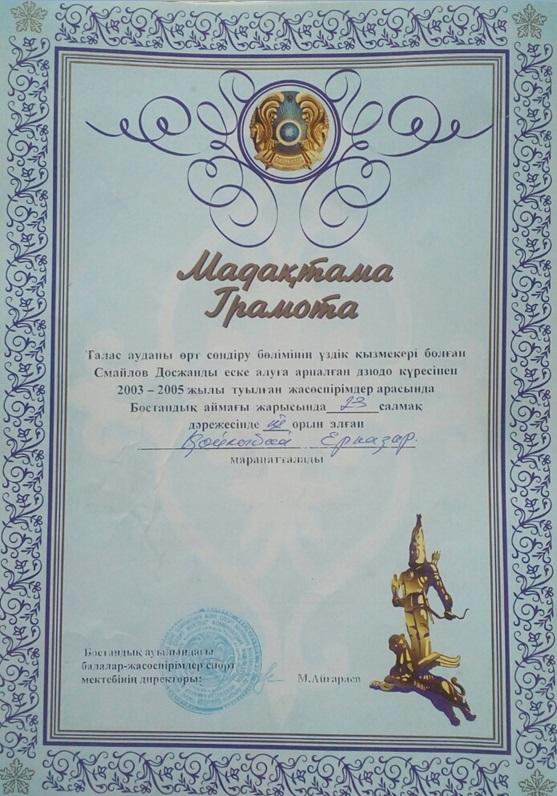 Мадақтама
Грамота
Талас ауданы өрт сөндіру бөлімінің үздік қызмекері болған
Смайлов Досжанды еске алуға арналған дзюдо күресінен
2003 – 2005 жылы туылған жасөспірімдер арасында
Бостандық аймағы жарысында 23 салмақ
дәрежесінде орын алған
Ерназар
марапатталады
Бостандық ауылындағы
балалар-жасөспірімдер спорт
мектебінің директоры: М.Айтараев